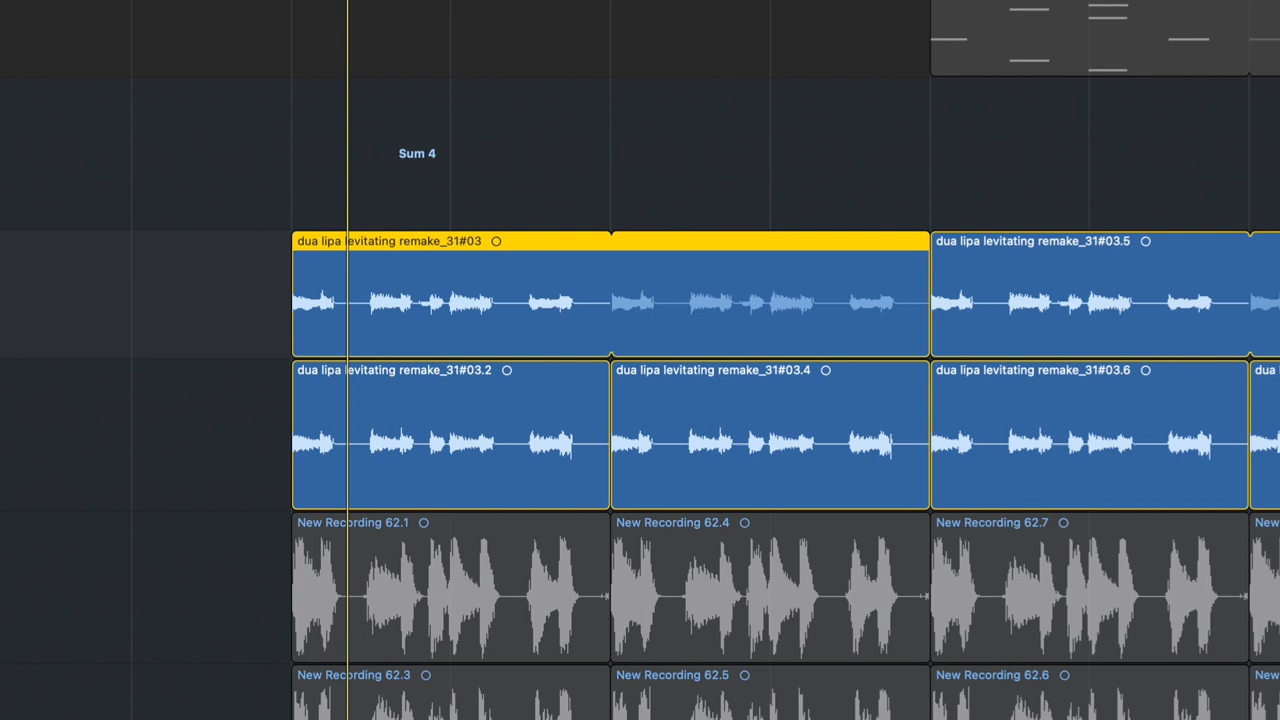 Sum 4
dua lipa levitating remake_31#03
dua lipa levitating remake_31#03.5
dua lipa levitating remake_31#03.2
dua lipa levitating remake_31#03.4
dua lipa levitating remake_31#03.6
dua
New Recording 62.1
New Recording 62.4
New Recording 62.7
New
New Recording 62.3
New Recording 62.5
New Recording 62.6
New